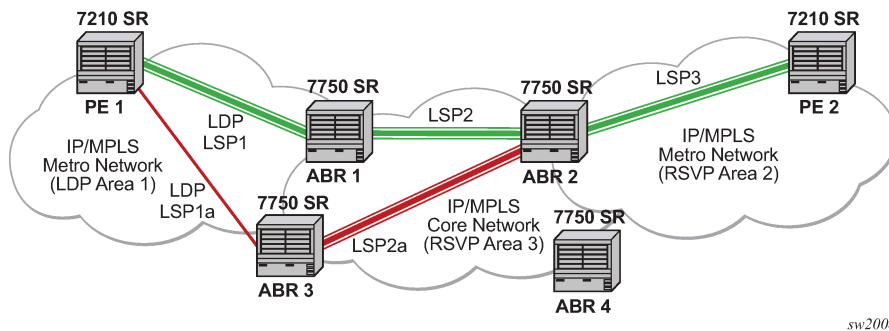 7210 SR
PE 1
7750 SR
ABR 1
7750 SR
ABR 2
7210 SR
PE 2
LDP
LSP1
LSP2
LSP3
IP/MPLS
Metro Network
(LDP Area 1)
IP/MPLS
Metro Network
(RSVP Area 2)
LDP
LSP1a
7750 SR
ABR 3
LSP2a
IP/MPLS
Core Network
(RSVP Area 3)
7750 SR
ABR 4
sw200